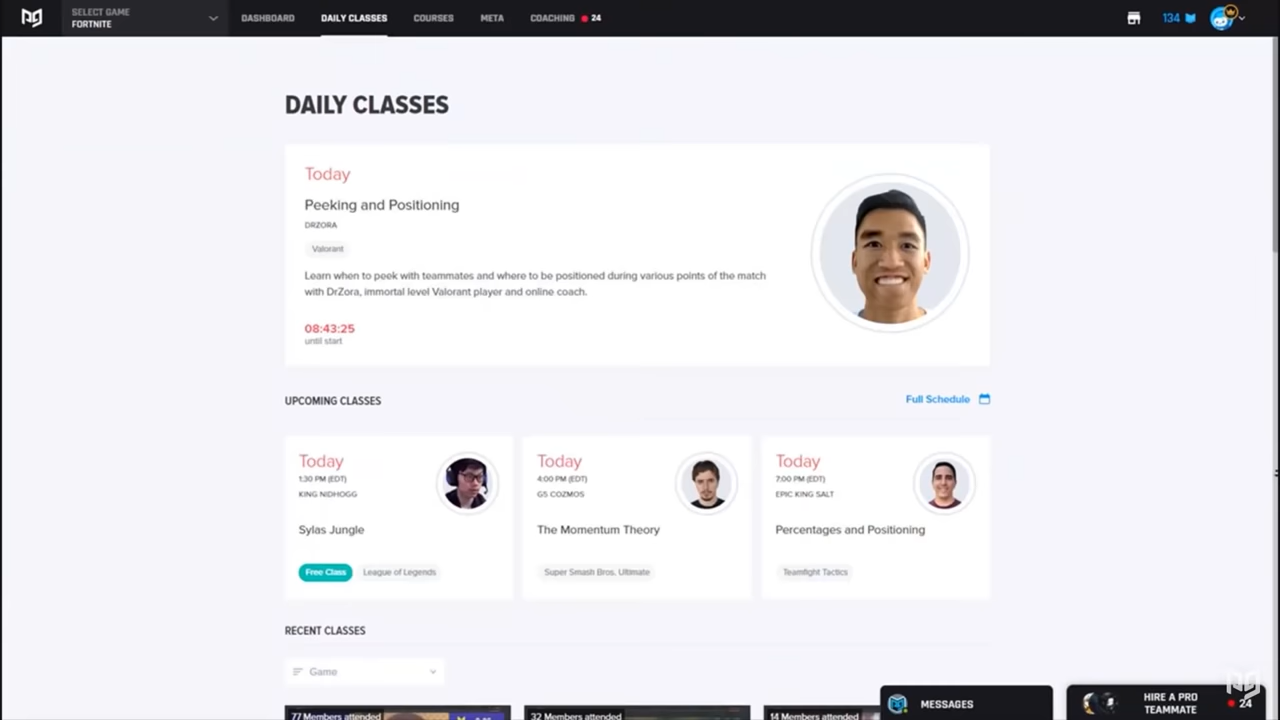 SELECT GAME
FORTNITE
DASHBOARD
DAILY CLASSES
COURSES
META
COACHING 24
134
DAILY CLASSES
Today
Peeking and Positioning
DRZORA
Valorant
Learn when to peek with teammates and where to be positioned during various points of the match
with DrZora, immortal level Valorant player and online coach.
08:43:25
until start
UPCOMING CLASSES
Full Schedule
Today
1:30 PM (EDT)
KING NIDHOGG
Sylas Jungle
Free Class
League of Legends
Today
4:00 PM (EDT)
G5 COZMOS
The Momentum Theory
Super Smash Bros. Ultimate
Today
7:00 PM (EDT)
EPIC KING SALT
Percentages and Positioning
Teamfight Tactics
RECENT CLASSES
Game
77 Members attended
32 Members attended
14 Members attended
MESSAGES
HIRE A PRO
TEAMMATE
24